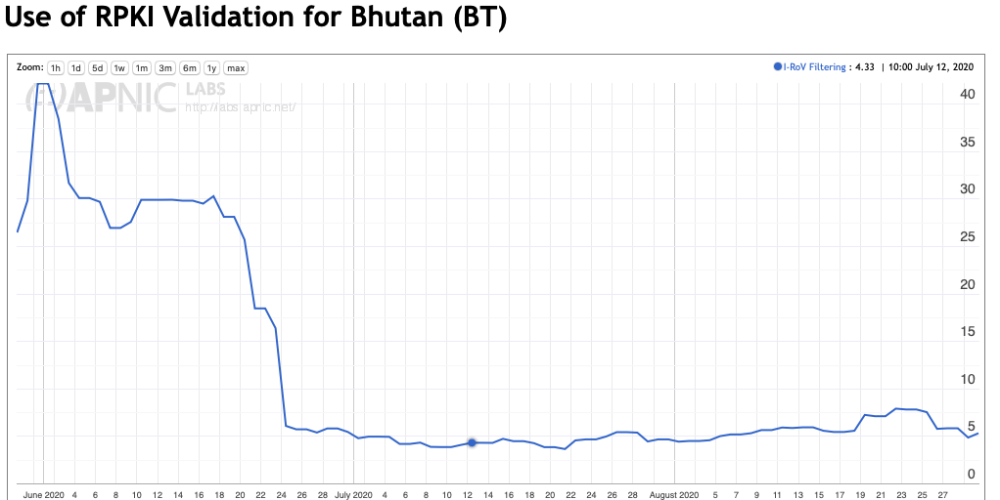 Use of RPKI Validation for Bhutan (BT)
Zoom: 1h 1d 5d 1w 1m 3m 6m 1y max
I-RoV Filtering : 4.33 | 10:00 July 12, 2020
APNIC LABS
http://labs.apnic.net/
40
35
30
25
20
15
10
5
0
June 2020 4 6 8 10 12 14 16 18 20 22 24 26 28 July 2020 4 6 8 10 12 14 16 18 20 22 24 26 28 August 2020 5 7 9 11 13 15 17 19 21 23 25 27